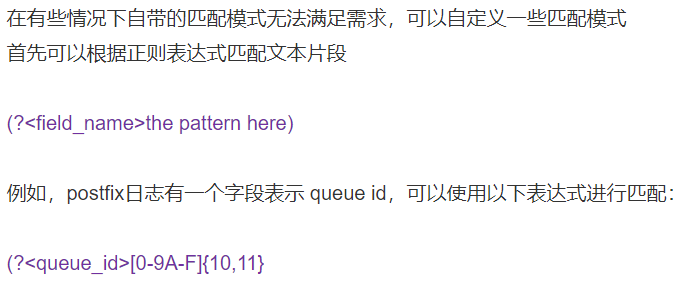 在有些情况下自带的匹配模式无法满足需求，可以自定义一些匹配模式
首先可以根据正则表达式匹配文本片段
(?<field_name>the pattern here)
例如，postfix日志有一个字段表示 queue id，可以使用以下表达式进行匹配：
(?<queue_id>[0-9A-F]{10,11}